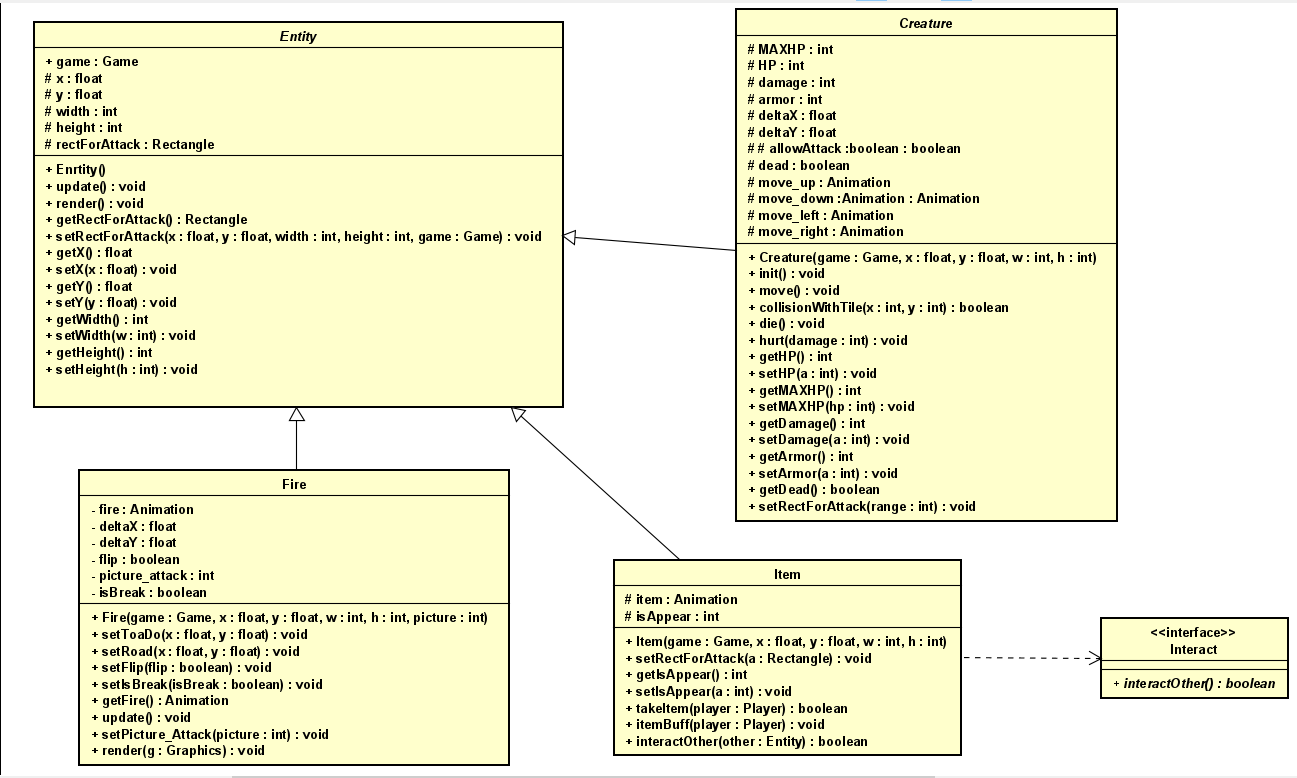 Entity
+ game : Game
# x : float
# y : float
# width : int
# height : int
# rectForAttack : Rectangle
+ Enrtity()
+ update() : void
+ render() : void
+ getRectForAttack() : Rectangle
+ setRectForAttack(x : float, y : float, width : int, height : int, game : Game) : void
+ getX() : float
+ setX(x : float) : void
+ getY() : float
+ setY(y : float) : void
+ getWidth() : int
+ setWidth(w : int) : void
+ getHeight() : int
+ setHeight(h : int) : void
Creature
# MAXHP : int
# HP : int
# damage : int
# armor : int
# deltaX : float
# deltaY : float
# # allowAttack :boolean : boolean
# dead : boolean
# move_up : Animation
# move_down :Animation : Animation
# move_left : Animation
# move_right : Animation
+ Creature(game : Game, x : float, y : float, w : int, h : int)
+ init() : void
+ move() : void
+ collisionWithTile(x : int, y : int) : boolean
+ die() : void
+ hurt(damage : int) : void
+ getHP() : int
+ setHP(a : int) : void
+ getMAXHP() : int
+ setMAXHP(hp : int) : void
+ getDamage() : int
+ setDamage(a : int) : void
+ getArmor() : int
+ setArmor(a : int) : void
+ getDead() : boolean
+ setRectForAttack(range : int) : void
Fire
- fire : Animation
- deltaX : float
- deltaY : float
- flip : boolean
- picture_attack : int
- isBreak : boolean
+ Fire(game : Game, x : float, y : float, w : int, h : int, picture : int)
+ setToaDo(x : float, y : float) : void
+ setRoad(x : float, y : float) : void
+ setFlip(flip : boolean) : void
+ setIsBreak(isBreak : boolean) : void
+ getFire() : Animation
+ update() : void
+ setPicture_Attack(picture : int) : void
+ render(g : Graphics) : void
Item
# item : Animation
# isAppear : int
+ Item(game : Game, x : float, y : float, w : int, h : int)
+ setRectForAttack(a : Rectangle) : void
+ getIsAppear() : int
+ setIsAppear(a : int) : void
+ takeItem(player : Player) : boolean
+ itemBuff(player : Player) : void
+ interactOther(other : Entity) : boolean
<<interface>>
Interact
+ interactOther() : boolean